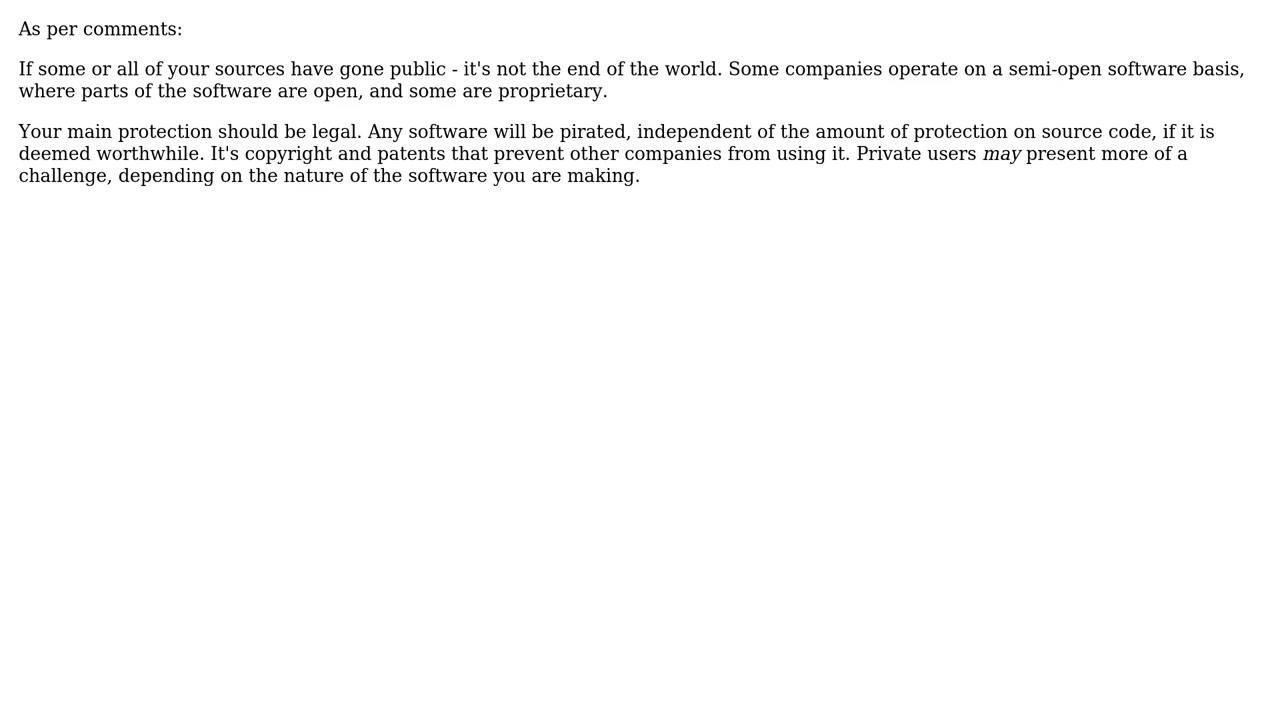 As per comments:
If some or all of your sources have gone public - it's not the end of the world. Some companies operate on a semi-open software basis,
where parts of the software are open, and some are proprietary.
Your main protection should be legal. Any software will be pirated, independent of the amount of protection on source code, if it is
deemed worthwhile. It's copyright and patents that prevent other companies from using it. Private users may present more of a
challenge, depending on the nature of the software you are making.